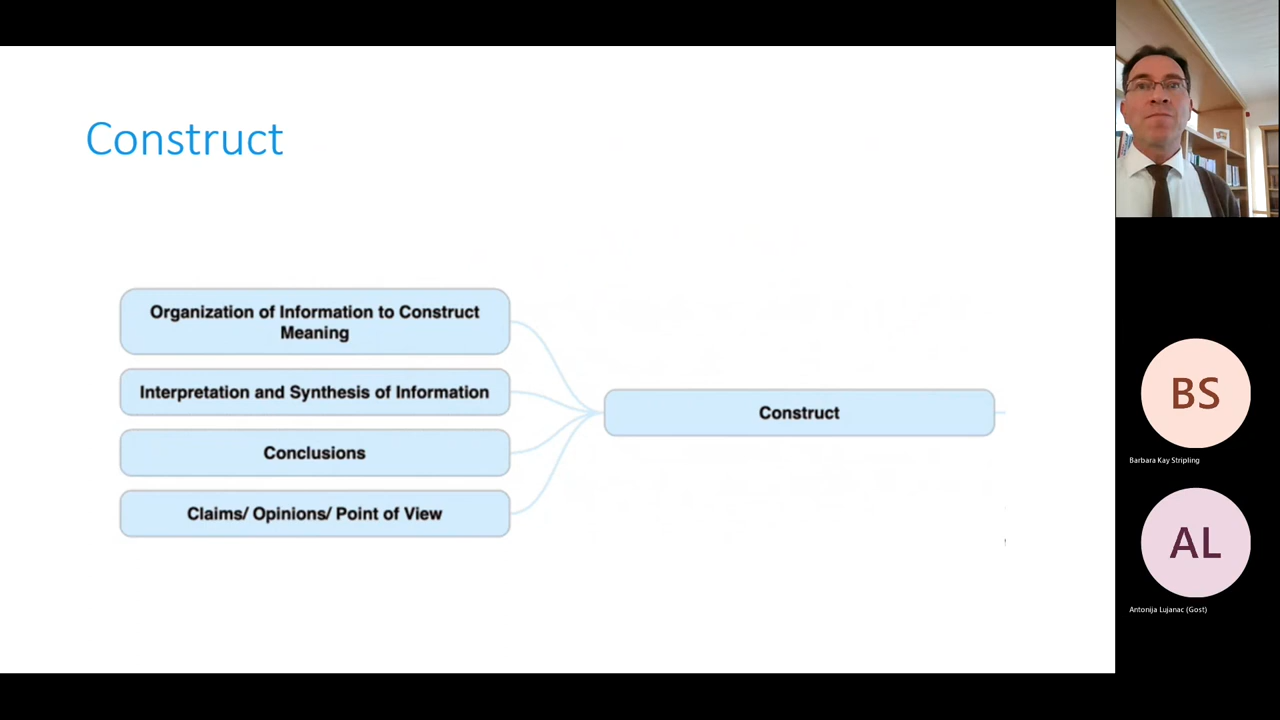 Construct
Organization of Information to Construct
Meaning
Interpretation and Synthesis of Information
Conclusions
Claims/ Opinions/ Point of View
Construct
BS
Barbara Kay Stripling
AL
Antonija Lujanac (Gost)